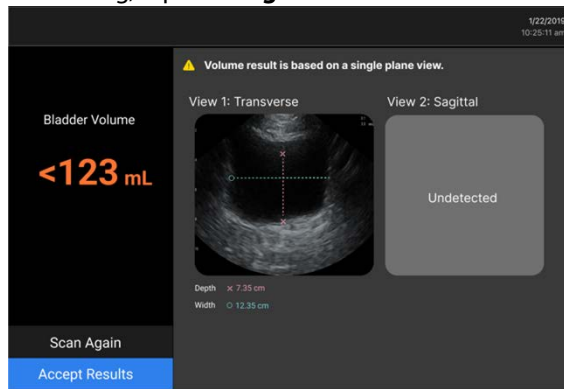 1/22/2019
10:25:11 am
Volume result is based on a single plane view.
View 1: Transverse
View 2: Sagittal
Bladder Volume
<123 mL
Undetected
Depth × 7.35 cm
Width ○ 12.35 cm
Scan Again
Accept Results